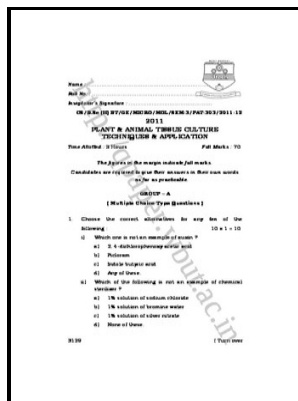 Name :
Roll No. :
Invigilator's Signature :
CS/B.Sc (H) BT/GE/MICRO/MOL/SEM-3/PAT-303/2011-12
2011
PLANT & ANIMAL TISSUE CULTURE
TECHNIQUES & APPLICATION
Time Allotted : 3 Hours Full Marks : 70
The figures in the margin indicate full marks.
Candidates are required to give their answers in their own words
as far as practicable.
GROUP – A
( Multiple Choice Type Questions )
1. Choose the correct alternatives for any ten of the
following : 10 x 1 = 10
i) Which one is not an example of auxin ?
a) 2, 4-dichlorophenoxy acetic acid
b) Picloram
c) Indole butyric acid
d) Any of these.
ii) Which of the following is not an example of chemical
sterilizer ?
a) 1% solution of sodium chlorate
b) 1% solution of bromine water
c) 1% solution of silver nitrate
d) None of these.
3139 [ Turn over